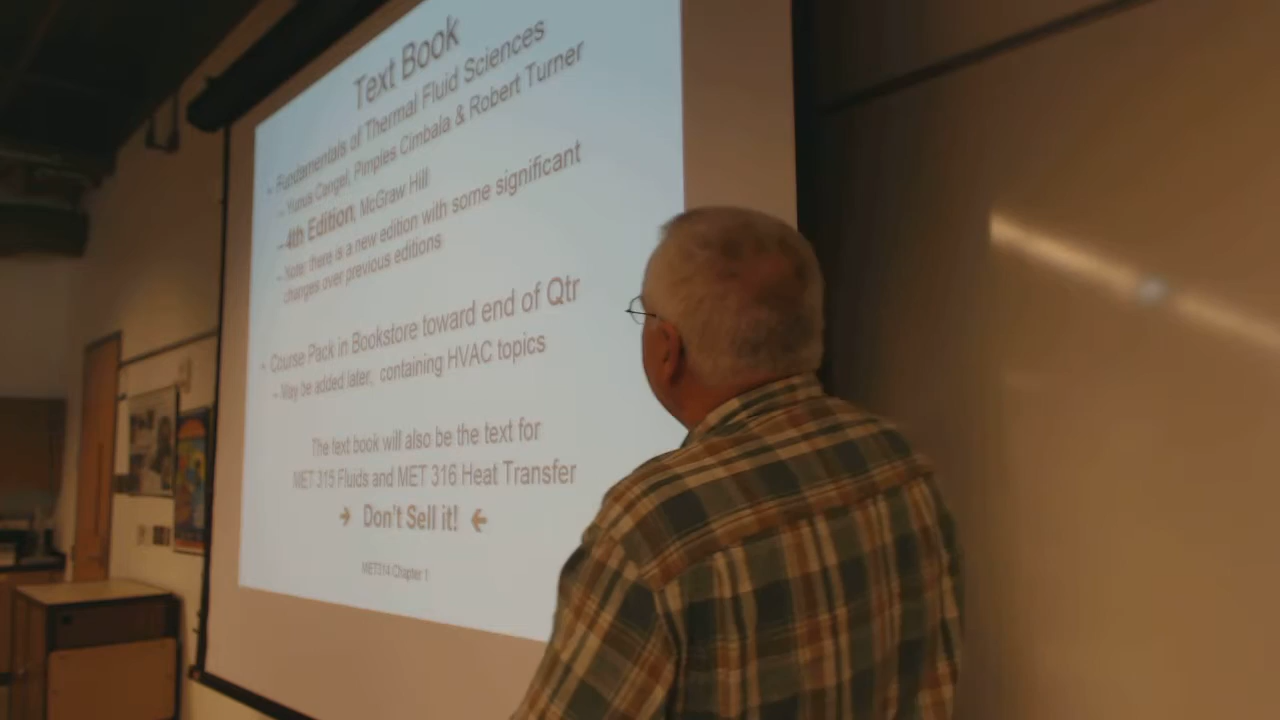 Text Book
- Fundamentals of Thermal Fluid Sciences
- Yunus Cengel, Pimples Cimbala & Robert Turner
- 4th Edition, McGraw Hill
- Note: there is a new edition with some significant
changes over previous editions
- Course Pack in Bookstore toward end of Qtr
- May be added later, containing HVAC topics
The text book will also be the text for
MET 315 Fluids and MET 316 Heat Transfer
→ Don't Sell it! ←
MET314 Chapter 1